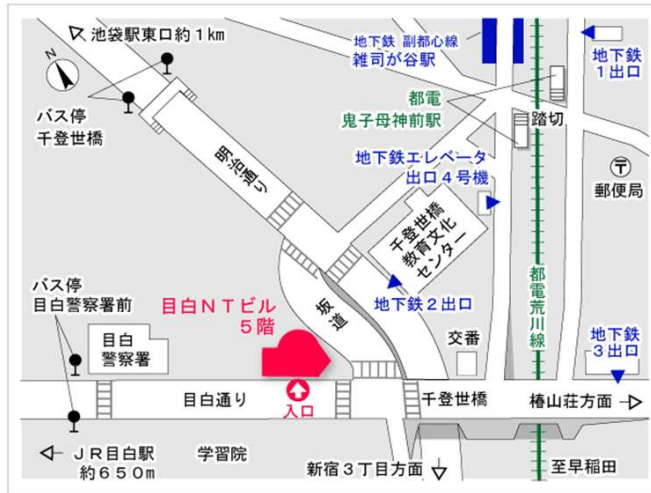 池袋駅東口約1km
N
バス停
千登世橋
明治通り
地下鉄 副都心線
雑司が谷駅
都電
鬼子母神前駅
地下鉄
1出口
踏切
地下鉄エレベータ
出口4号機
〒
郵便局
千登世橋
教育文化
センター
都電荒川線
バス停
目白警察署前
目白
警察署
目白NTビル
5階
坂道
地下鉄2出口
交番
地下鉄
3出口
目白通り
入口
千登世橋
椿山荘方面
JR目白駅
約650m
学習院
新宿3丁目方面
至早稲田